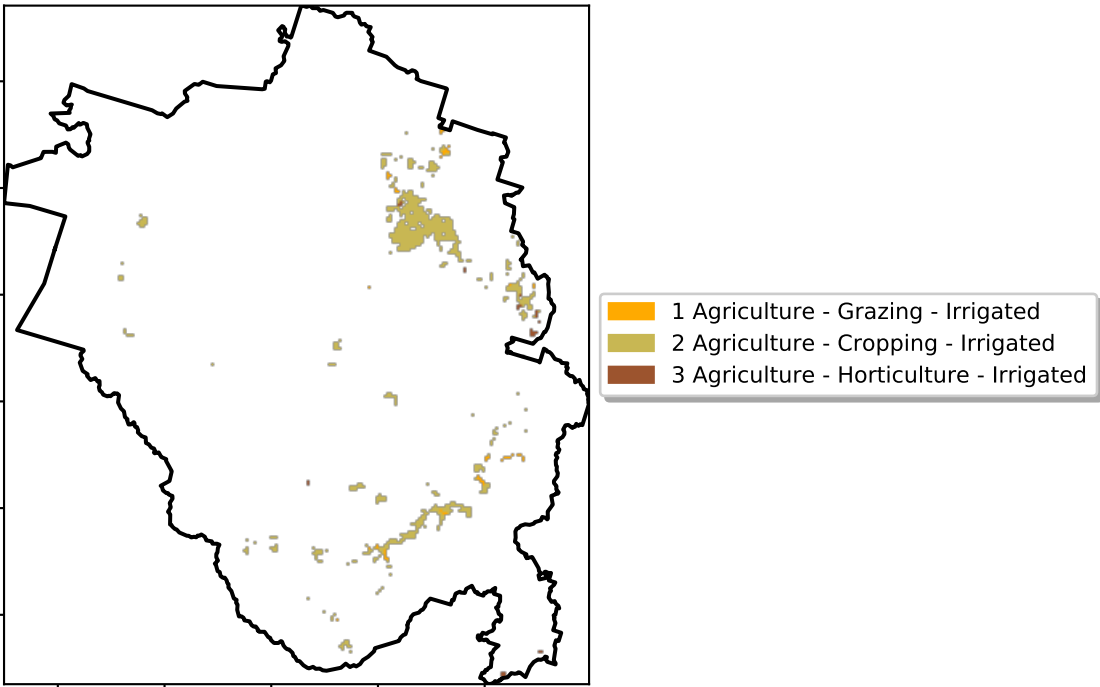 1 Agriculture - Grazing - Irrigated
2 Agriculture - Cropping - Irrigated
3 Agriculture - Horticulture - Irrigated